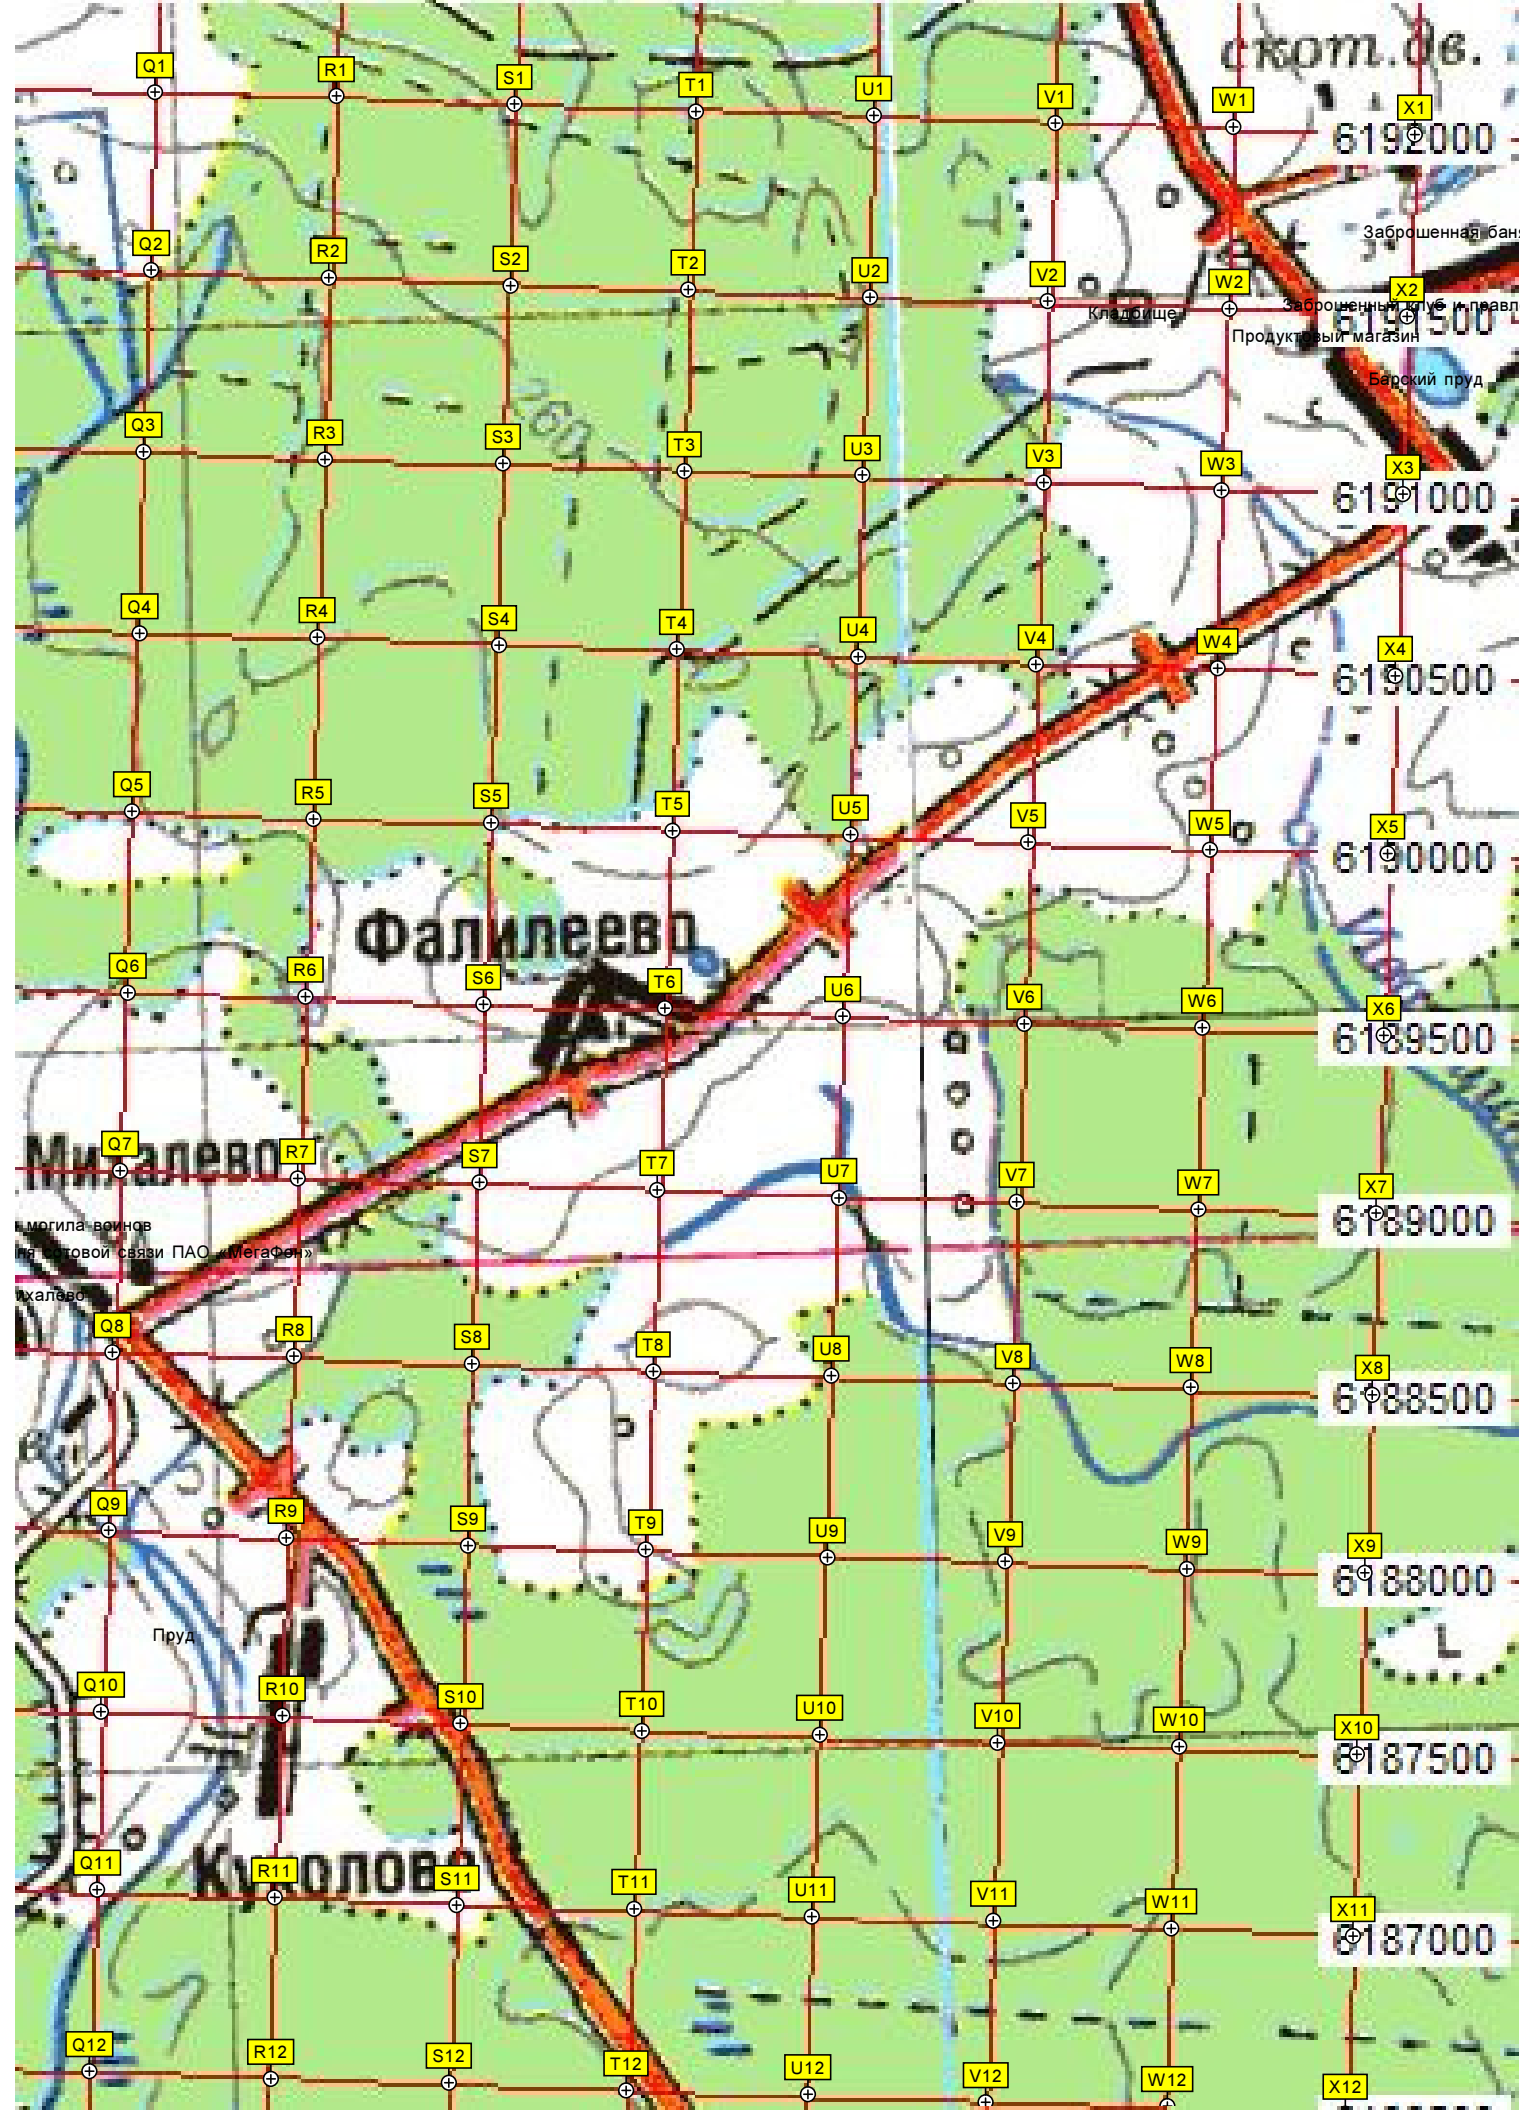 скот.дв.
Q1 R1 S1 T1 U1 V1 W1 X1
6192000
Заброшенная баня
Q2 R2 S2 T2 U2 V2 W2 X2
Кладбище
Заброшенный клуб и правл
6191500
Продуктовый магазин
Барский пруд
160
Q3 R3 S3 T3 U3 V3 W3 X3
6191000
Q4 R4 S4 T4 U4 V4 W4 X4
6190500
Q5 R5 S5 T5 U5 V5 W5 X5
6190000
Фалилеево
Q6 R6 S6 T6 U6 V6 W6 X6
6189500
Михалево
Q7 R7 S7 T7 U7 V7 W7 X7
6189000
могила воинов
сотовой связи ПАО «МегаФон»
ихалево
Q8 R8 S8 T8 U8 V8 W8 X8
6188500
Q9 R9 S9 T9 U9 V9 W9 X9
6188000
Пруд
Q10 R10 S10 T10 U10 V10 W10 X10
6187500
Куколово
Q11 R11 S11 T11 U11 V11 W11 X11
6187000
Q12 R12 S12 T12 U12 V12 W12 X12